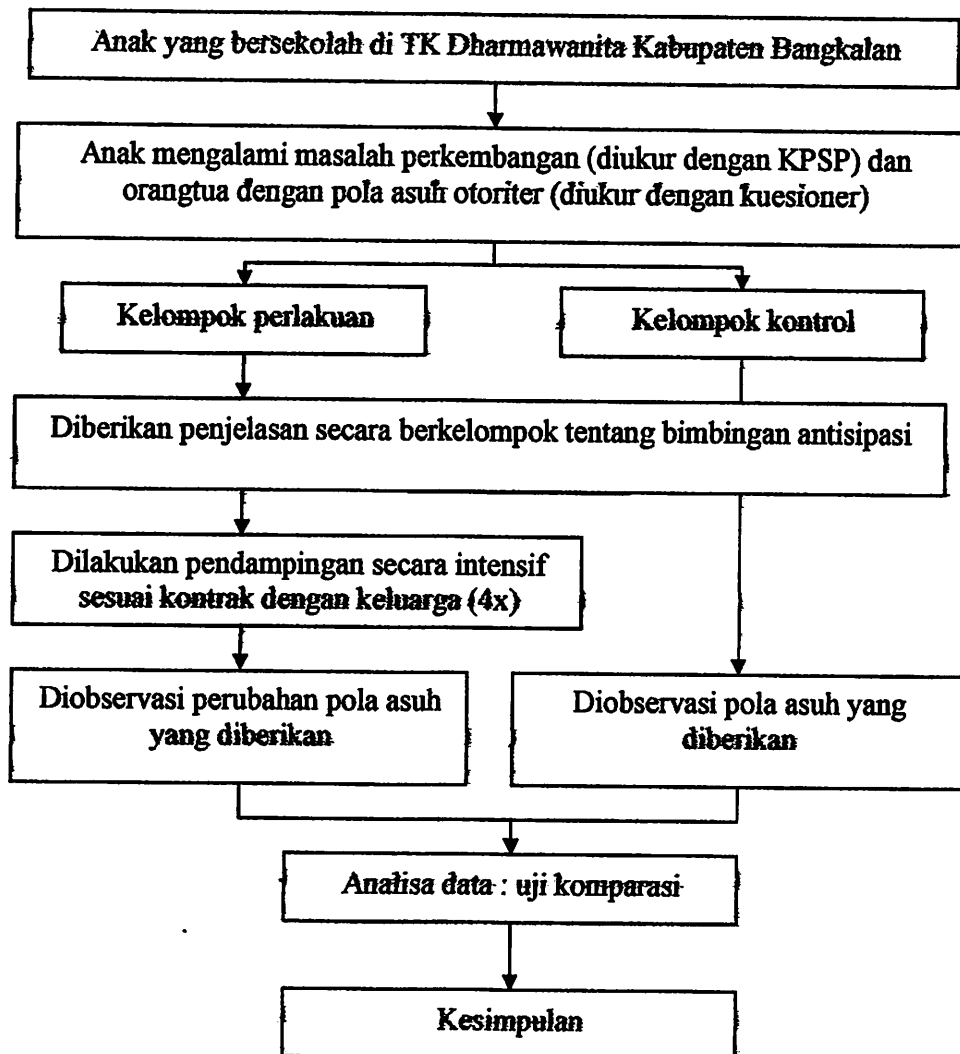 Anak yang bersekolah di TK Dharmawanita Kabupaten Bangkalan
Anak mengalami masalah perkembangan (diukur dengan KPSP) dan
orangtua dengan pola asuh otoriter (diukur dengan kuesioner)
Kelompok perlakuan
Kelompok kontrol
Diberikan penjelasan secara berkelompok tentang bimbingan antisipasi
Dilakukan pendampingan secara intensif
sesuai kontrak dengan keluarga (4x)
Diobservasi perubahan pola asuh
yang diberikan
Diobservasi pola asuh yang
diberikan
Analisa data : uji komparasi
Kesimpulan